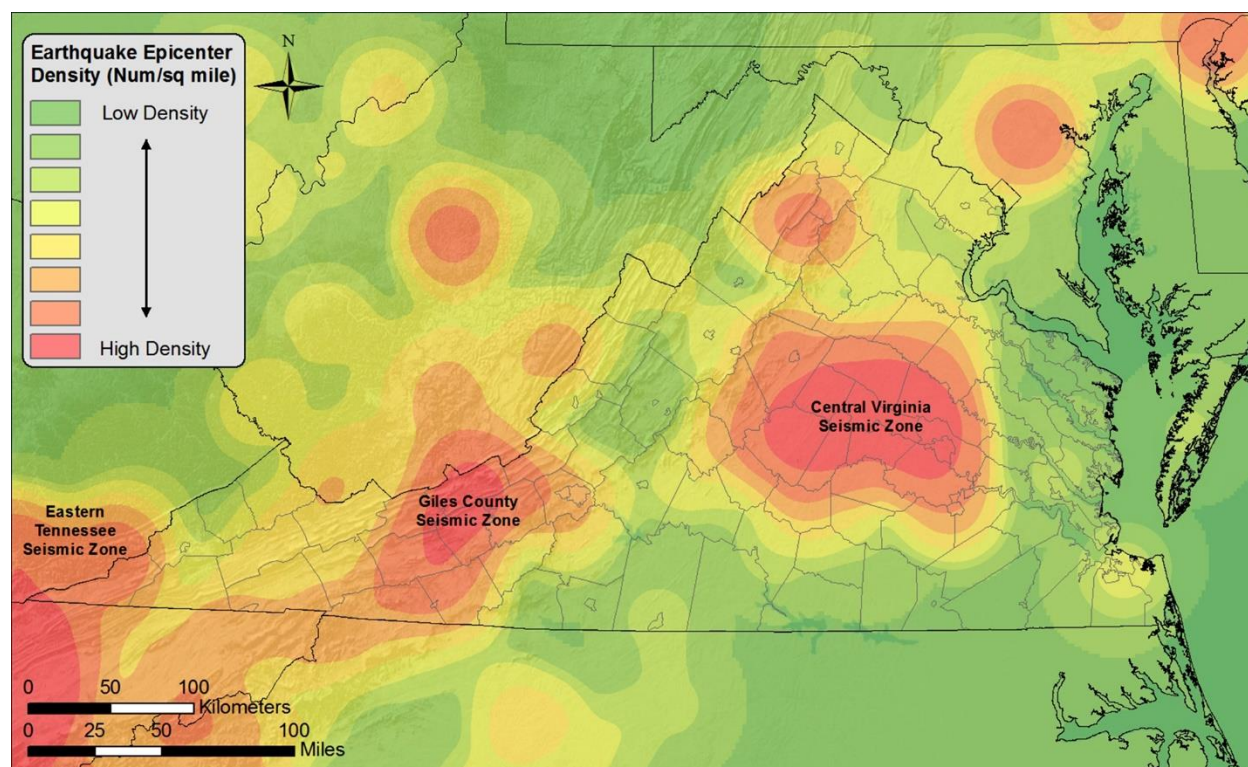 Earthquake Epicenter
Density (Num/sq mile)
Low Density
High Density
N
Central Virginia
Seismic Zone
Giles County
Seismic Zone
Eastern
Tennessee
Seismic Zone
0 50 100
Kilometers
0 25 50 100
Miles